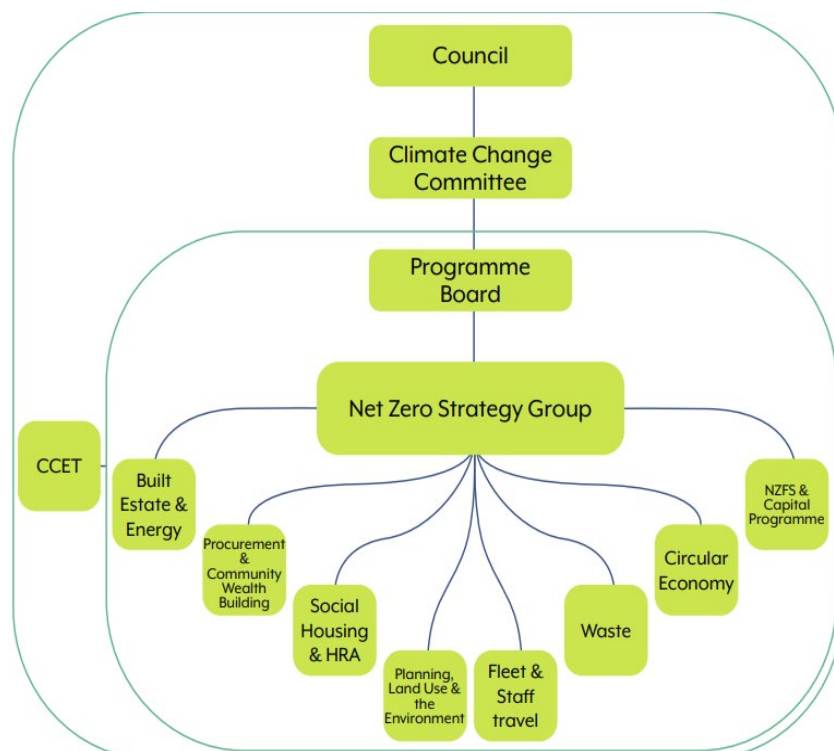 Council
Climate Change
Committee
Programme
Board
Net Zero Strategy Group
CCET
Built
Estate &
Energy
Procurement
&
Community
Wealth
Building
Social
Housing
& HRA
Planning,
Land Use &
the
Environment
Fleet &
Staff
travel
Waste
Circular
Economy
NZFS &
Capital
Programme